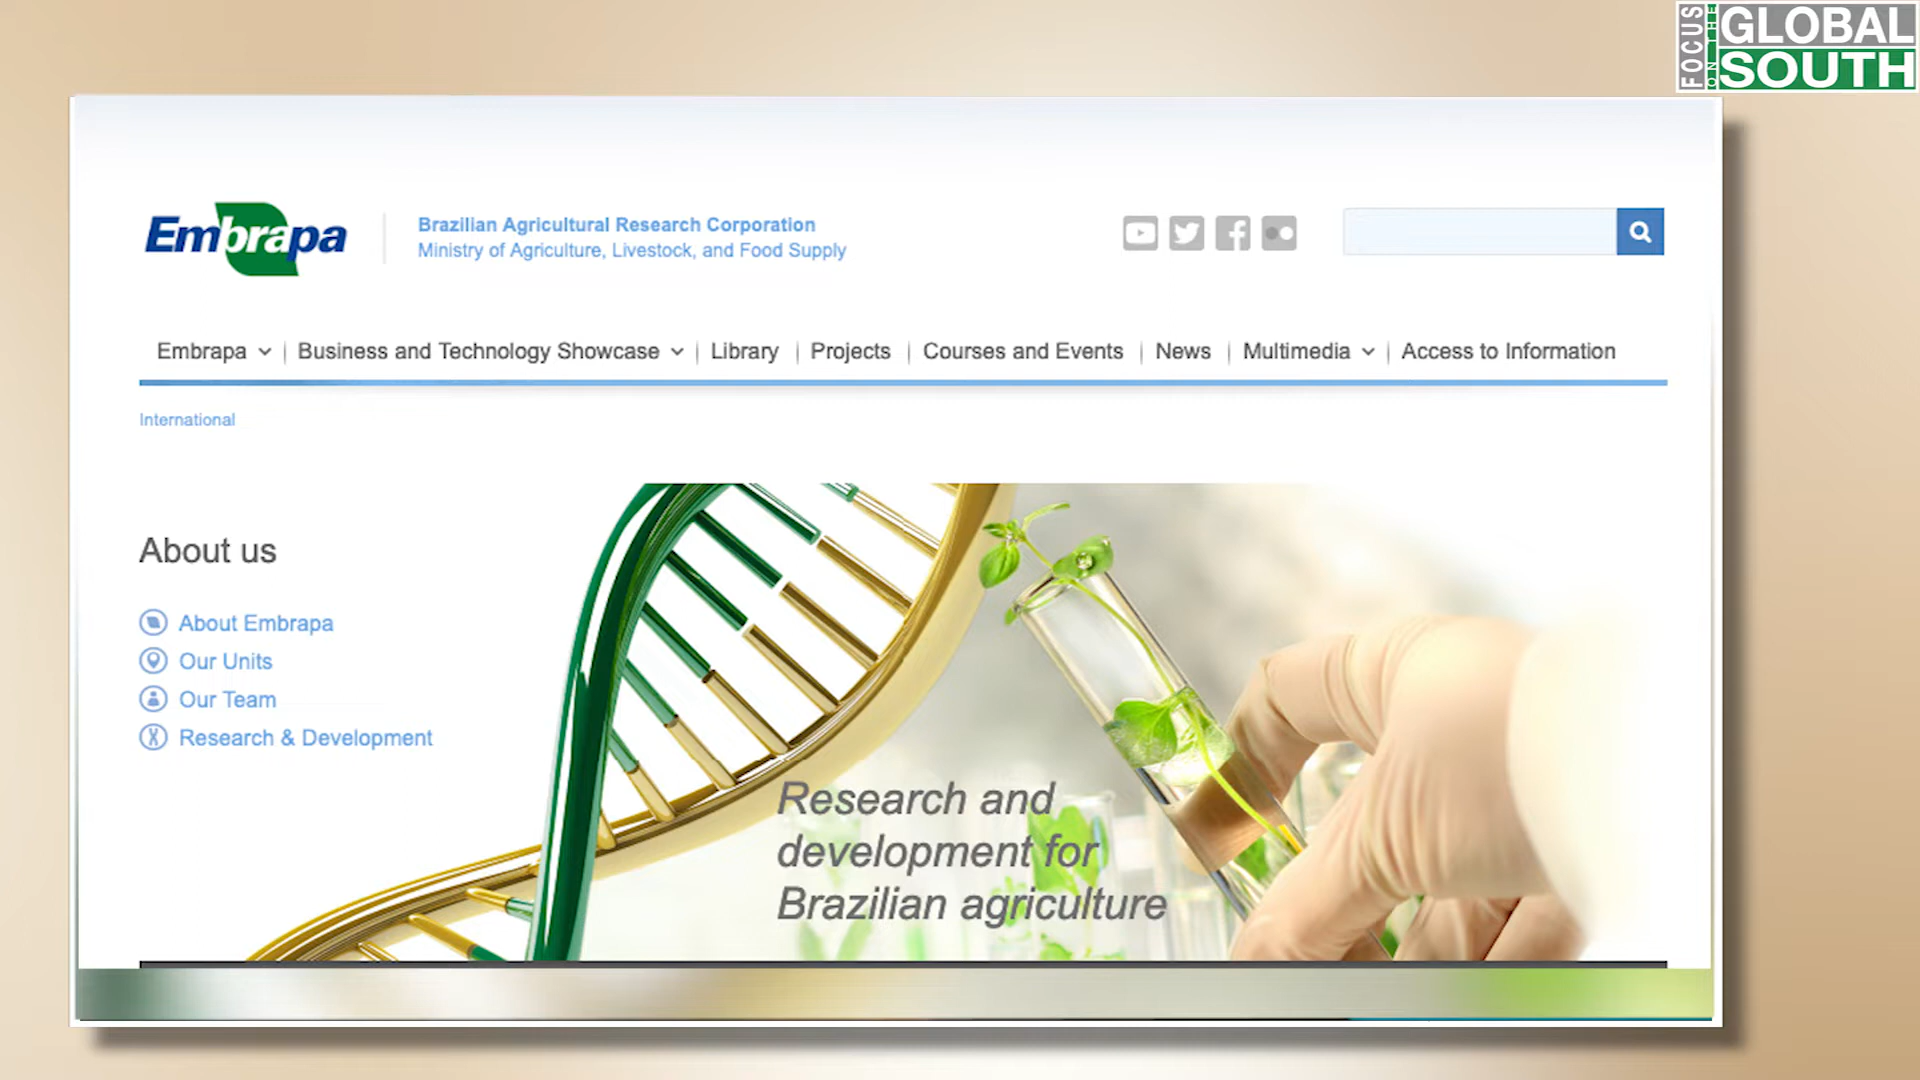 FOCUS ON THE GLOBAL SOUTH
Embrapa
Brazilian Agricultural Research Corporation
Ministry of Agriculture, Livestock, and Food Supply
Embrapa
Business and Technology Showcase
Library
Projects
Courses and Events
News
Multimedia
Access to Information
International
About us
About Embrapa
Our Units
Our Team
Research & Development
Research and
development for
Brazilian agriculture